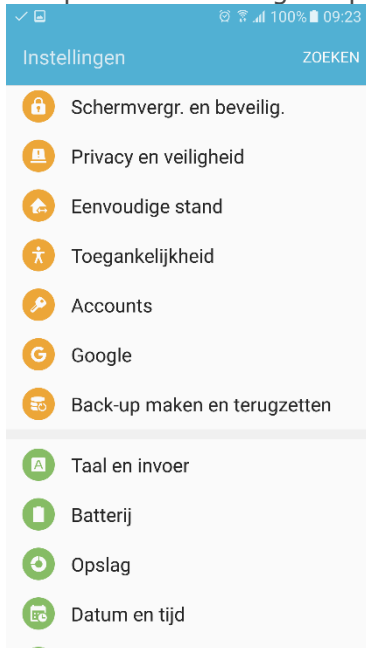 100% 09:23
Instellingen ZOEKEN
Schermvergr. en beveilig.
Privacy en veiligheid
Eenvoudige stand
Toegankelijkheid
Accounts
Google
Back-up maken en terugzetten
Taal en invoer
Batterij
Opslag
Datum en tijd